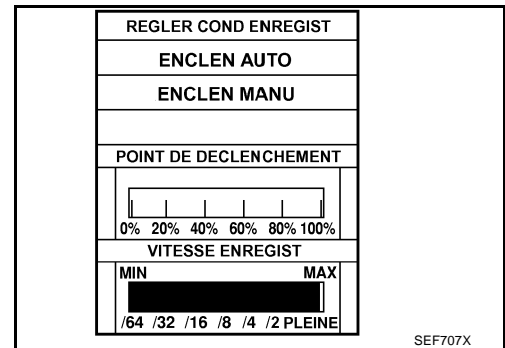 REGLER COND ENREGIST
ENCLEN AUTO
ENCLEN MANU
POINT DE DECLENCHEMENT
0% 20% 40% 60% 80% 100%
VITESSE ENREGIST
MIN MAX
/64 /32 /16 /8 /4 /2 PLEINE
SEF707X